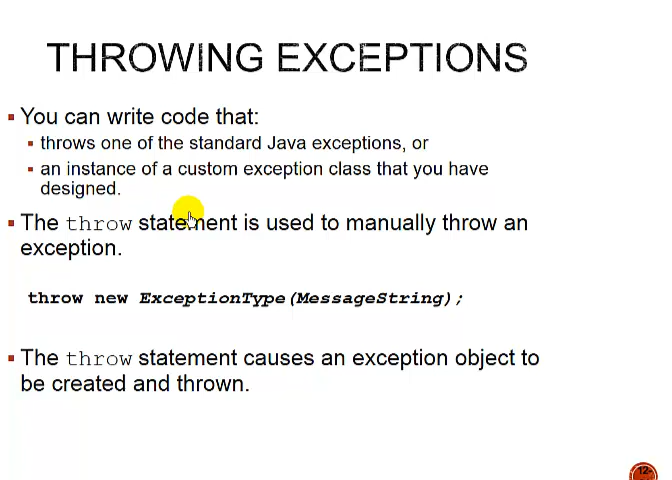 THROWING EXCEPTIONS
You can write code that:
throws one of the standard Java exceptions, or
an instance of a custom exception class that you have
designed.
The throw statement is used to manually throw an
exception.
throw new ExceptionType(MessageString);
The throw statement causes an exception object to
be created and thrown.
12-